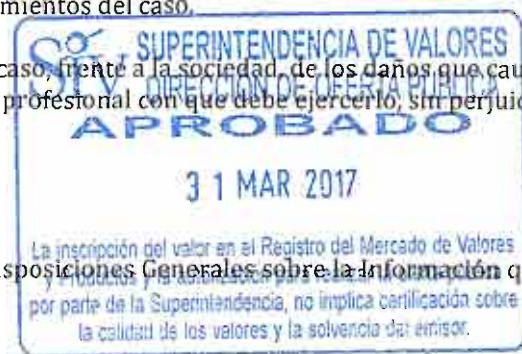 mientos del caso.
SIV SUPERINTENDENCIA DE VALORES
caso, frente a la sociedad, de los daños que cau
DIRECCIÓN DE OFERTA PÚBLICA
profesional con que debe ejercerlo, sin perjuic
APROBADO
31 MAR 2017
La inscripción del valor en el Registro del Mercado de Valores
sposiciones Generales sobre la Información q
y Productos y la autorización para
por parte de la Superintendencia, no implica certificación sobre
la calidad de los valores y la solvencia del emisor.